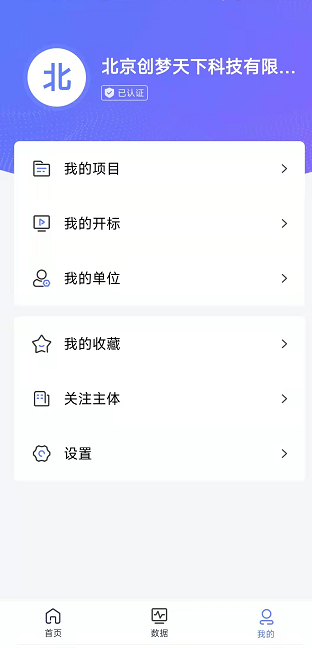 北
北京创梦天下科技有限...
已认证
我的项目
我的开标
我的单位
我的收藏
关注主体
设置
首页
数据
我的